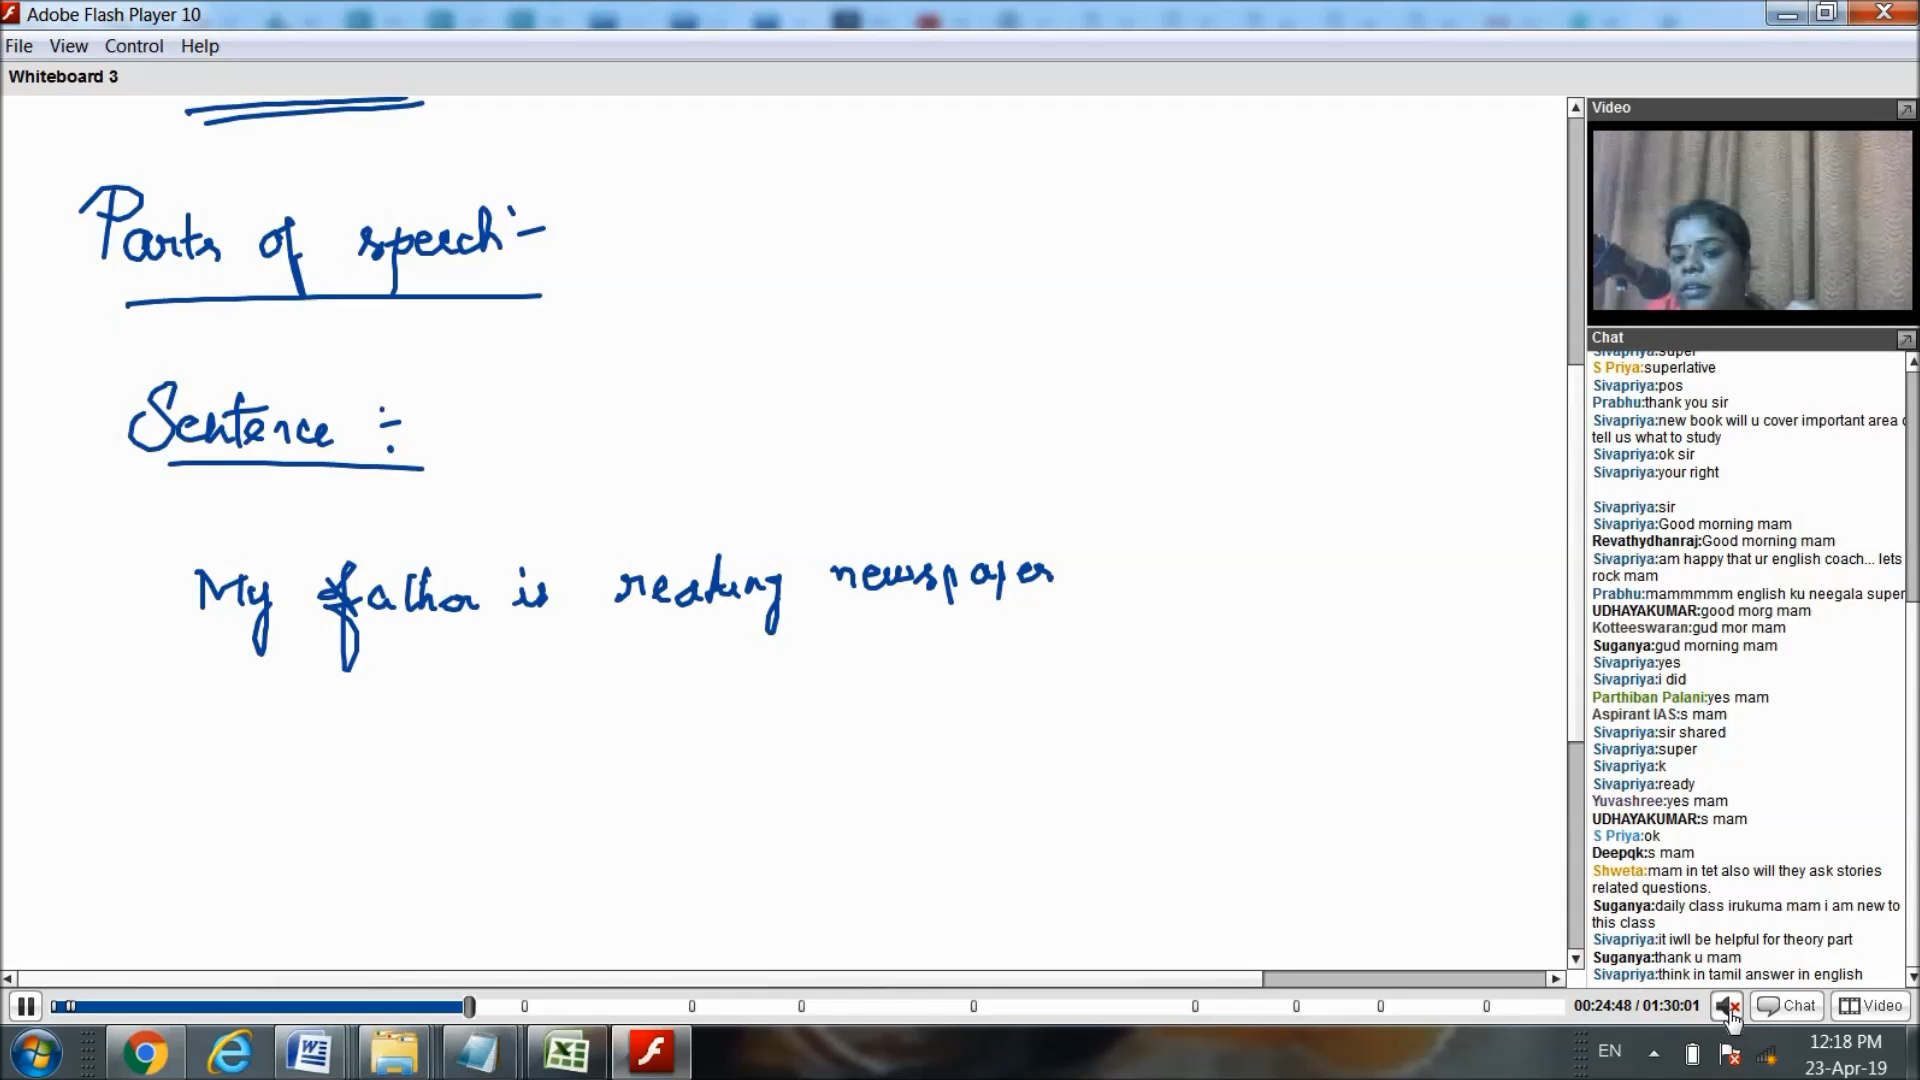 Adobe Flash Player 10
File View Control Help
Whiteboard 3
Parts of speech:-
Sentence ÷
My father is reading newspaper
Video
Chat
Sivapriya:super
S Priya:superlative
Sivapriya:pos
Prabhu:thank you sir
Sivapriya:new book will u cover important area
tell us what to study
Sivapriya:ok sir
Sivapriya:your right
Sivapriya:sir
Sivapriya:Good morning mam
Revathydhanraj:Good morning mam
Sivapriya:am happy that ur english coach... lets
rock mam
Prabhu:mammmmm english ku neegala super
UDHAYAKUMAR:good morg mam
Kotteeswaran:gud mor mam
Suganya:gud morning mam
Sivapriya:yes
Sivapriya:i did
Parthiban Palani:yes mam
Aspirant IAS:s mam
Sivapriya:sir shared
Sivapriya:super
Sivapriya:k
Sivapriya:ready
Yuvashree:yes mam
UDHAYAKUMAR:s mam
S Priya:ok
Deepqk:s mam
Shweta:mam in tet also will they ask stories
related questions.
Suganya:daily class irukuma mam i am new to
this class
Sivapriya:it iwll be helpful for theory part
Suganya:thank u mam
Sivapriya:think in tamil answer in english
00:24:48 / 01:30:01 Chat Video
EN 12:18 PM
23-Apr-19